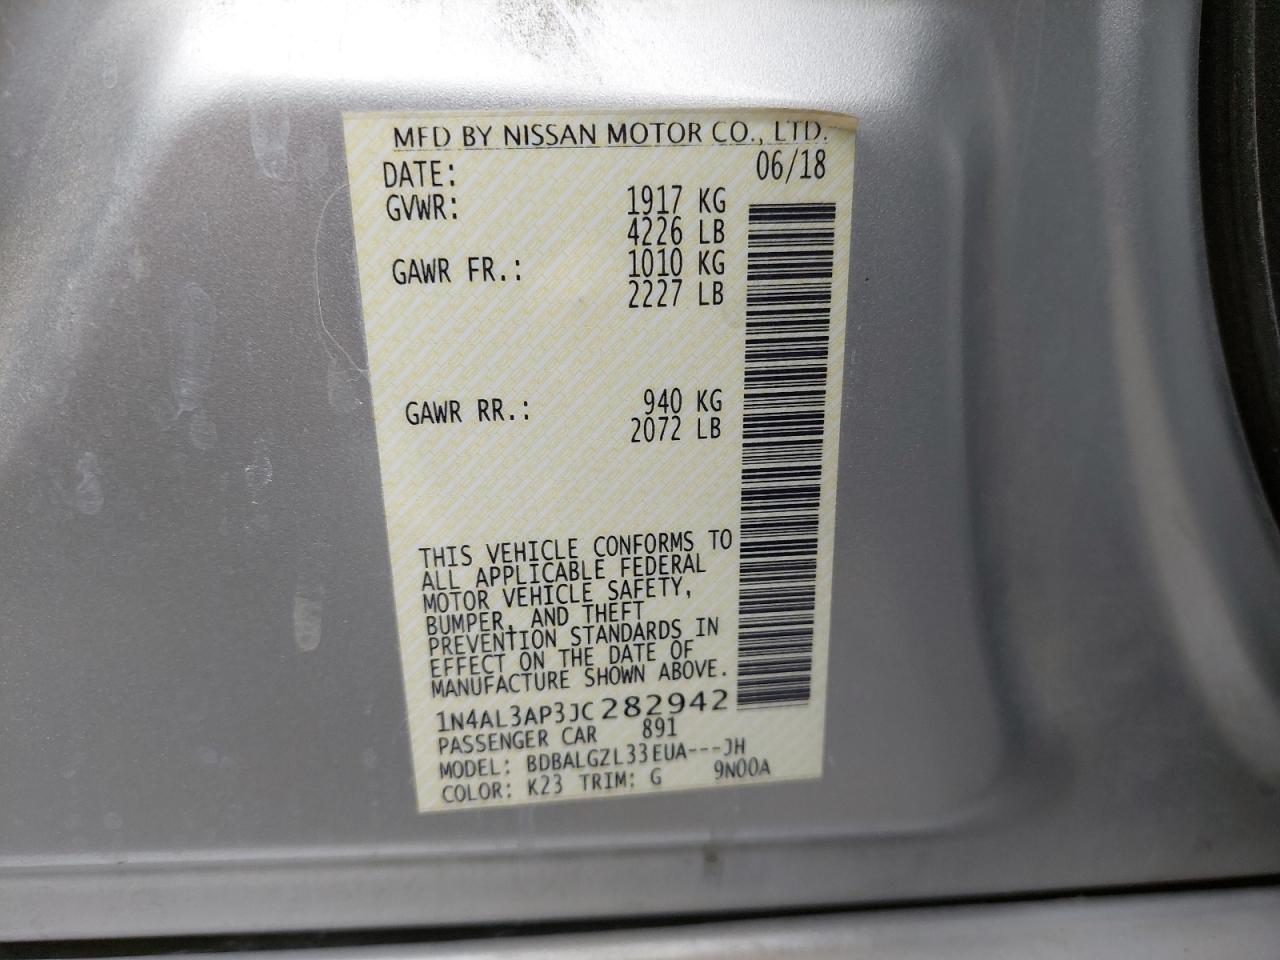 MFD BY NISSAN MOTOR CO., LTD.
DATE: 06/18
GVWR: 1917 KG
4226 LB
GAWR FR.: 1010 KG
2227 LB
GAWR RR.: 940 KG
2072 LB
THIS VEHICLE CONFORMS TO
ALL APPLICABLE FEDERAL
MOTOR VEHICLE SAFETY,
BUMPER, AND THEFT
PREVENTION STANDARDS IN
EFFECT ON THE DATE OF
MANUFACTURE SHOWN ABOVE.
1N4AL3AP3JC282942
PASSENGER CAR 891
MODEL: BDBALGZL33EUA---JH
COLOR: K23 TRIM: G 9N00A